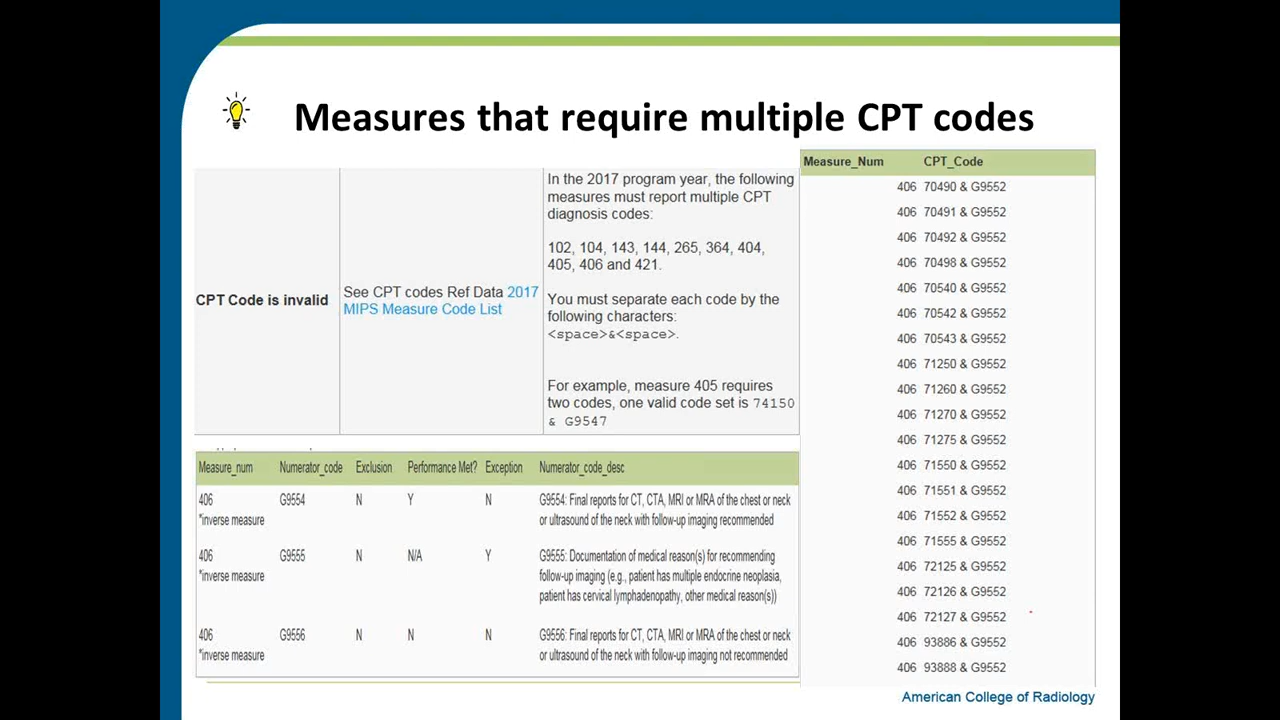 Measures that require multiple CPT codes
CPT Code is invalid
See CPT codes Ref Data 2017
MIPS Measure Code List
In the 2017 program year, the following
measures must report multiple CPT
diagnosis codes:
102, 104, 143, 144, 265, 364, 404,
405, 406 and 421.
You must separate each code by the
following characters:
<space>&<space>.
For example, measure 405 requires
two codes, one valid code set is 74150
& G9547
Measure_num Numerator_code Exclusion Performance Met? Exception Numerator_code_desc
406 G9554 N Y N G9554: Final reports for CT, CTA, MRI or MRA of the chest or neck
*inverse measure or ultrasound of the neck with follow-up imaging recommended
406 G9555 N N/A Y G9555: Documentation of medical reason(s) for recommending
*inverse measure follow-up imaging (e.g., patient has multiple endocrine neoplasia,
patient has cervical lymphadenopathy, other medical reason(s))
406 G9556 N N N G9556: Final reports for CT, CTA, MRI or MRA of the chest or neck
*inverse measure or ultrasound of the neck with follow-up imaging not recommended
Measure_Num CPT_Code
406 70490 & G9552
406 70491 & G9552
406 70492 & G9552
406 70498 & G9552
406 70540 & G9552
406 70542 & G9552
406 70543 & G9552
406 71250 & G9552
406 71260 & G9552
406 71270 & G9552
406 71275 & G9552
406 71550 & G9552
406 71551 & G9552
406 71552 & G9552
406 71555 & G9552
406 72125 & G9552
406 72126 & G9552
406 72127 & G9552
406 93886 & G9552
406 93888 & G9552
American College of Radiology